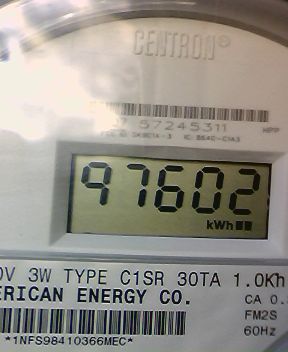 CENTRON®
57245311
HPP
97602
kWh
0V 3W TYPE C1SR 30TA 1.0Kh
ERICAN ENERGY CO.
CA 0.
FM2S
60Hz
*1NFS98410366MEC*